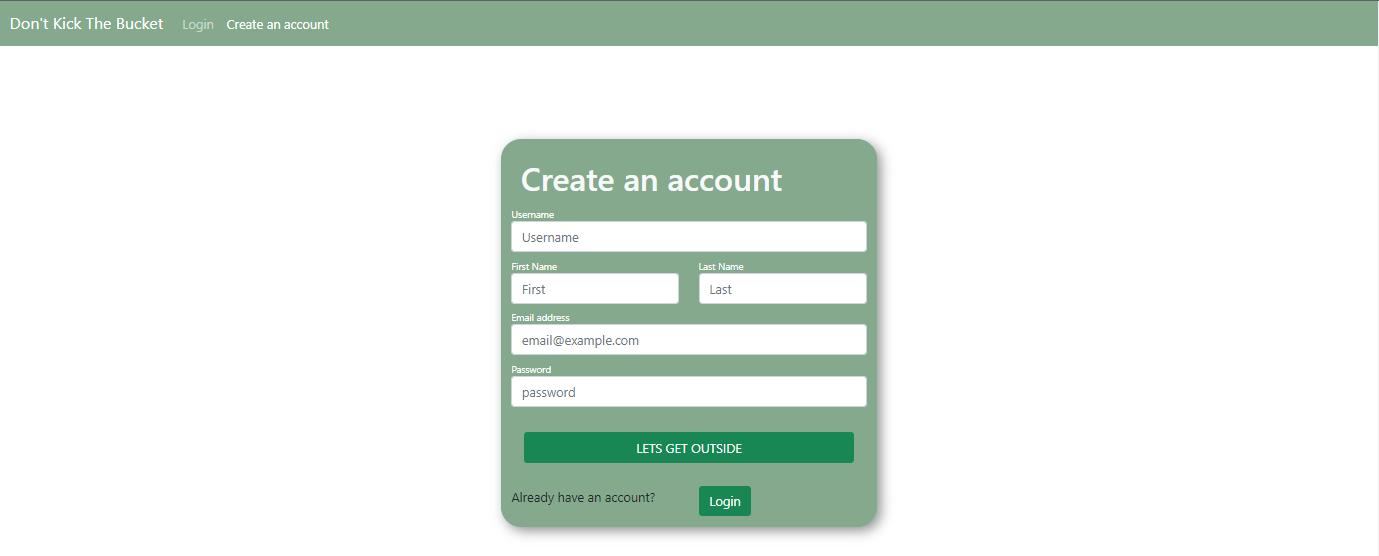 Don't Kick The Bucket Login Create an account
Create an account
Username
Username
First Name Last Name
First Last
Email address
email@example.com
Password
password
LETS GET OUTSIDE
Already have an account? Login